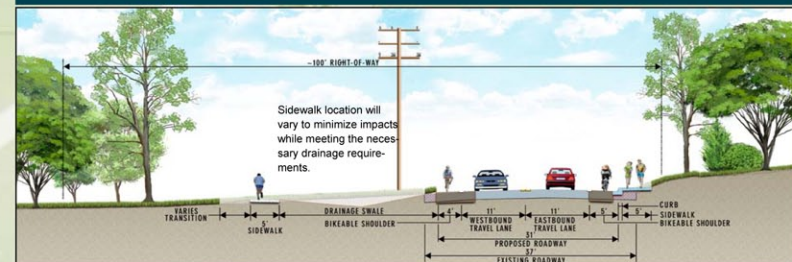 ~100' RIGHT-OF-WAY
Sidewalk location will
vary to minimize impacts
while meeting the neces-
sary drainage require-
ments.
VARIES
TRANSITION
5'
SIDEWALK
DRAINAGE SWALE
BIKEABLE SHOULDER
4'
11'
WESTBOUND
TRAVEL LANE
11'
EASTBOUND
TRAVEL LANE
5'
5'
CURB
SIDEWALK
BIKEABLE SHOULDER
31'
PROPOSED ROADWAY
37'
EXISTING ROADWAY